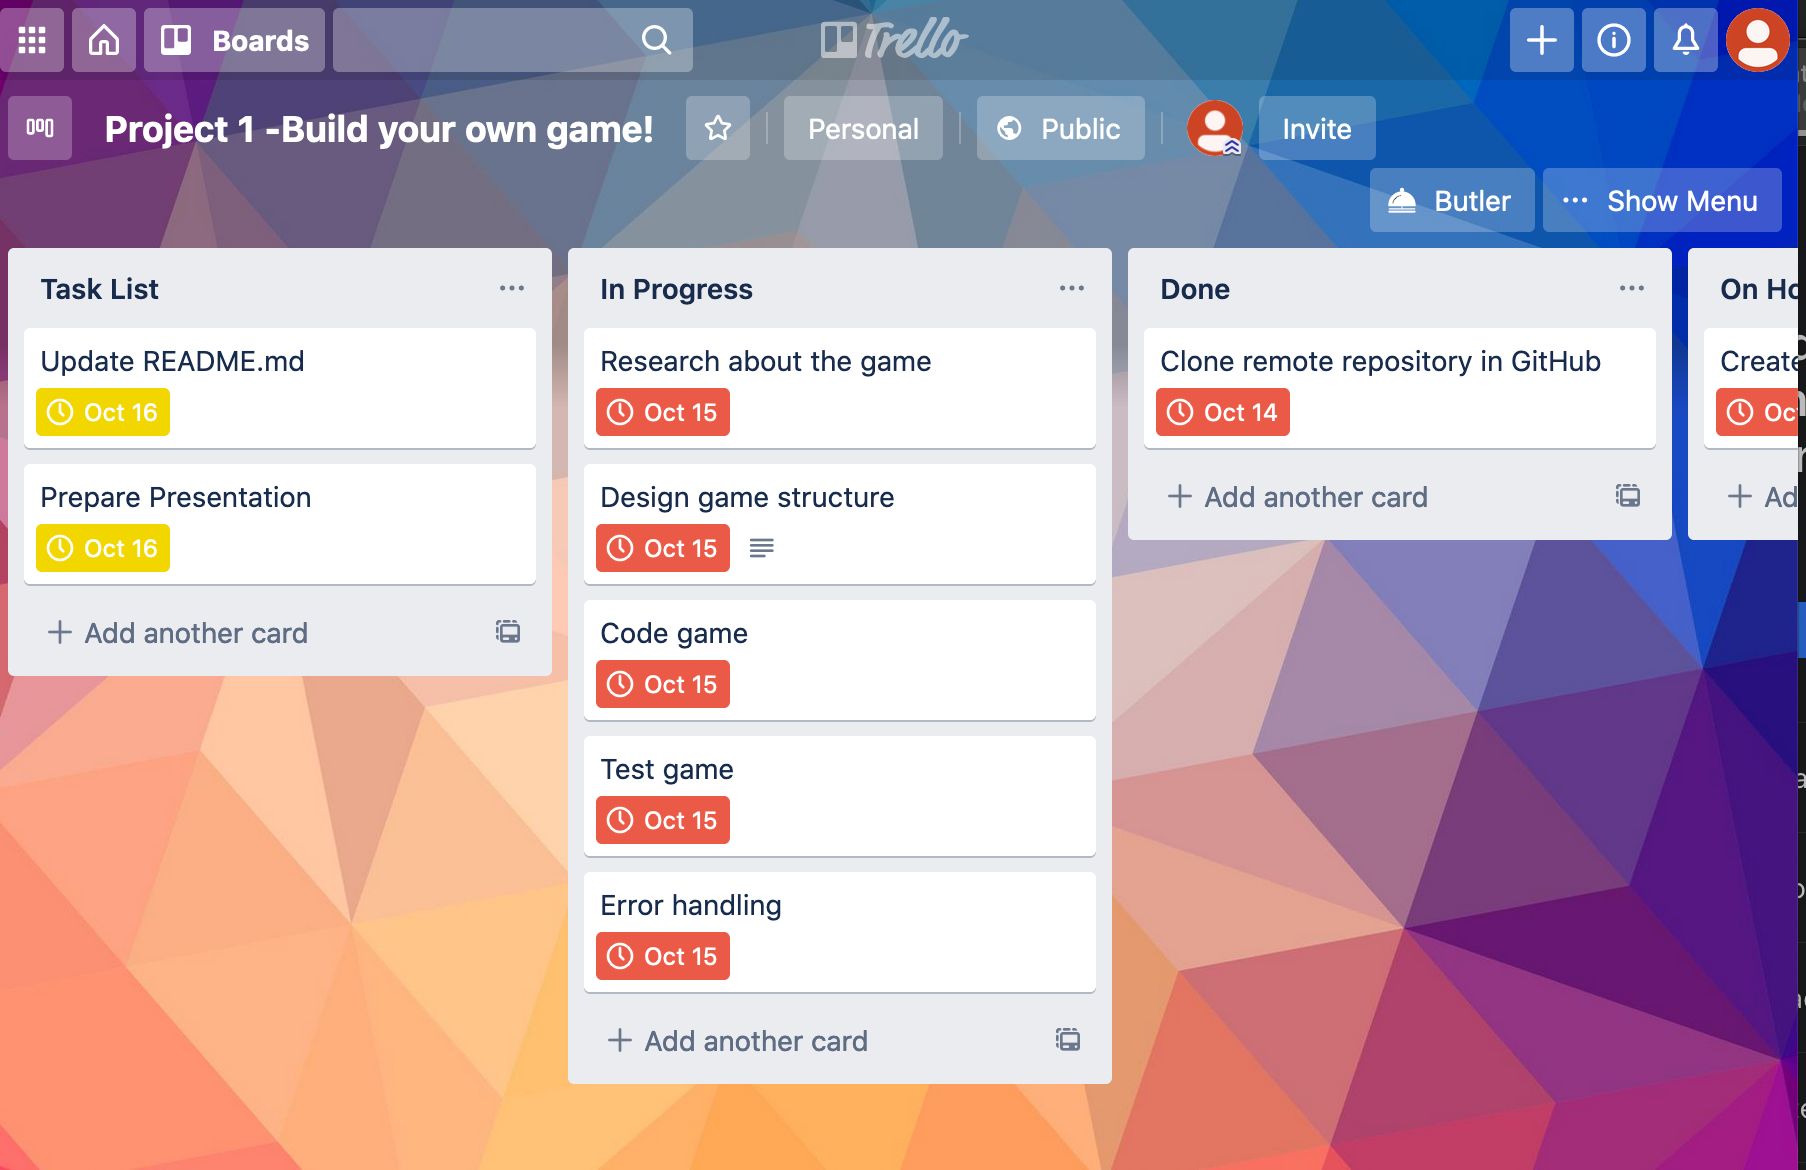 Boards
Trello
Project 1 -Build your own game!
Personal
Public
Invite
Butler
Show Menu
Task List
Update README.md
Oct 16
Prepare Presentation
Oct 16
Add another card
In Progress
Research about the game
Oct 15
Design game structure
Oct 15
Code game
Oct 15
Test game
Oct 15
Error handling
Oct 15
Add another card
Done
Clone remote repository in GitHub
Oct 14
Add another card
On
Create